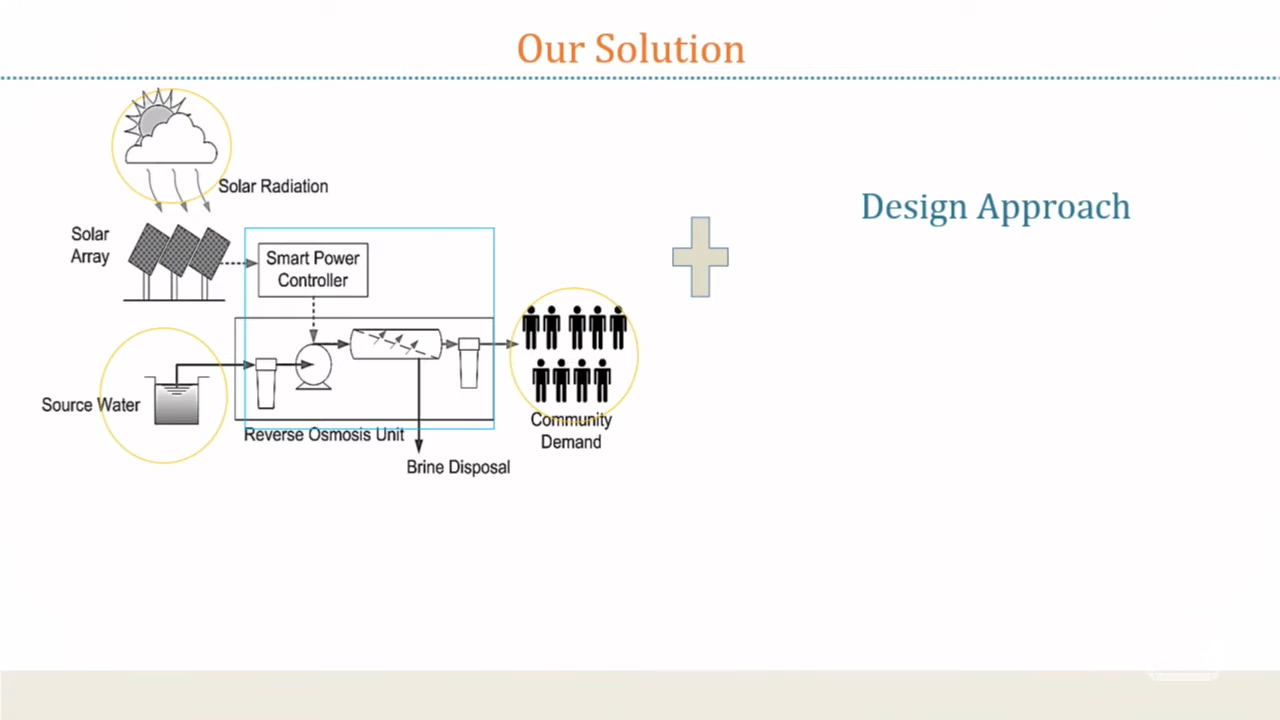 Our Solution
Solar Radiation
Solar
Array
Smart Power
Controller
Source Water
Reverse Osmosis Unit
Brine Disposal
Community
Demand
Design Approach